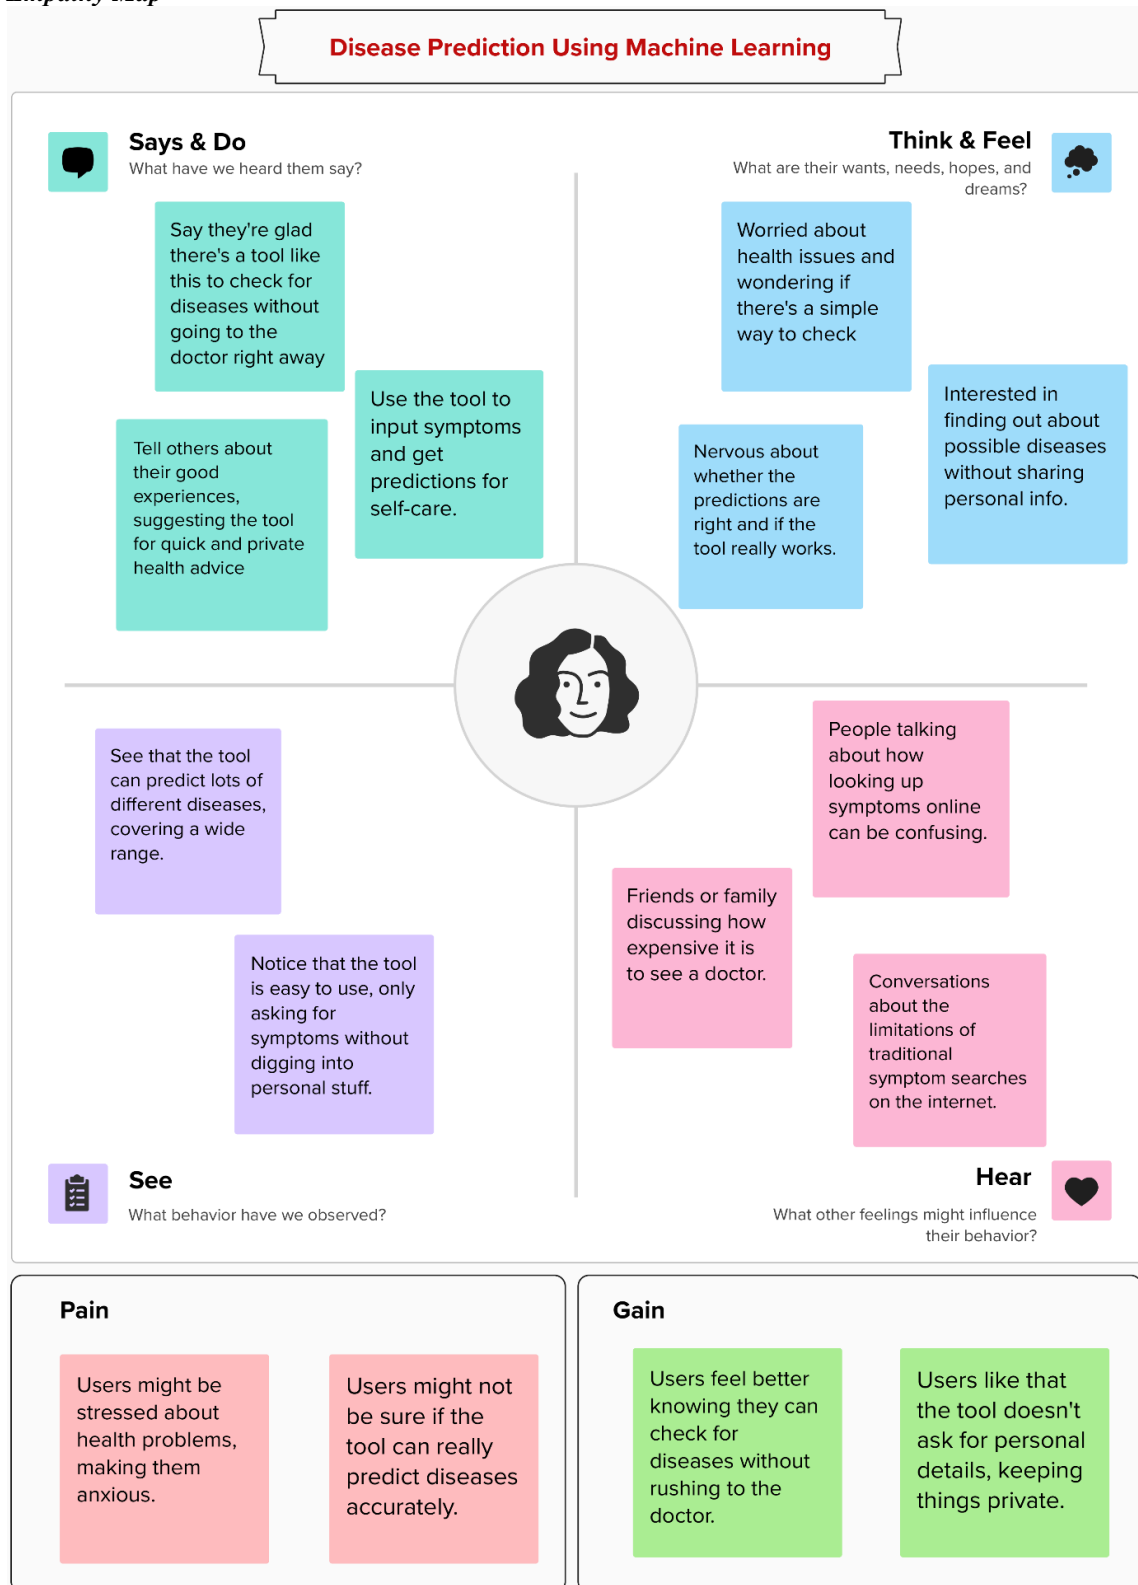 Empathy Map
Disease Prediction Using Machine Learning
Says & Do
What have we heard them say?
Say they're glad
there's a tool like
this to check for
diseases without
going to the
doctor right away
Use the tool to
input symptoms
and get
predictions for
self-care.
Tell others about
their good
experiences,
suggesting the tool
for quick and private
health advice
Think & Feel
What are their wants, needs, hopes, and
dreams?
Worried about
health issues and
wondering if
there's a simple
way to check
Interested in
finding out about
possible diseases
without sharing
personal info.
Nervous about
whether the
predictions are
right and if the
tool really works.
See that the tool
can predict lots of
different diseases,
covering a wide
range.
Notice that the tool
is easy to use, only
asking for
symptoms without
digging into
personal stuff.
See
What behavior have we observed?
People talking
about how
looking up
symptoms online
can be confusing.
Friends or family
discussing how
expensive it is
to see a doctor.
Conversations
about the
limitations of
traditional
symptom searches
on the internet.
Hear
What other feelings might influence
their behavior?
Pain
Users might be
stressed about
health problems,
making them
anxious.
Users might not
be sure if the
tool can really
predict diseases
accurately.
Gain
Users feel better
knowing they can
check for
diseases without
rushing to the
doctor.
Users like that
the tool doesn't
ask for personal
details, keeping
things private.